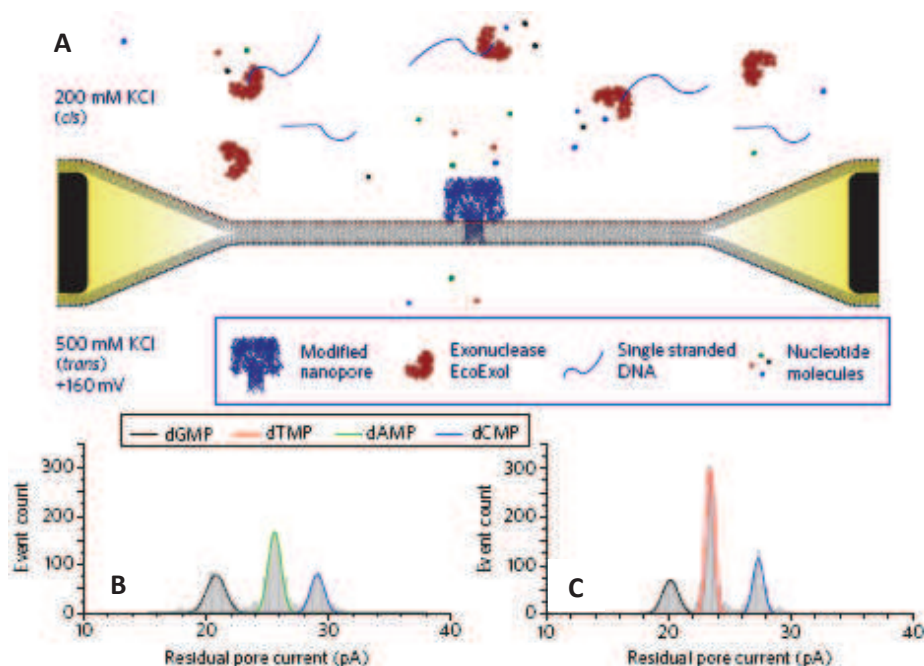 A
200 mM KCl
(cis)
500 mM KCl
(trans)
+160 mV
Modified
nanopore
Exonuclease
EcoExoI
Single stranded
DNA
Nucleotide
molecules
dGMP dTMP dAMP dCMP
Event count
300
200
100
0
B
10 20 30 40
Residual pore current (pA)
Event count
300
200
100
0
C
10 20 30 40
Residual pore current (pA)